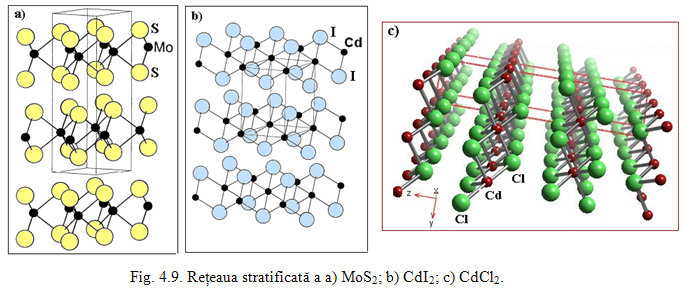 a)
S
Mo
S
b)
I
Cd
I
c)
Cl
Cd
Cl
z
x
y
Fig. 4.9. Rețeaua stratificată a a) MoS2; b) CdI2; c) CdCl2.